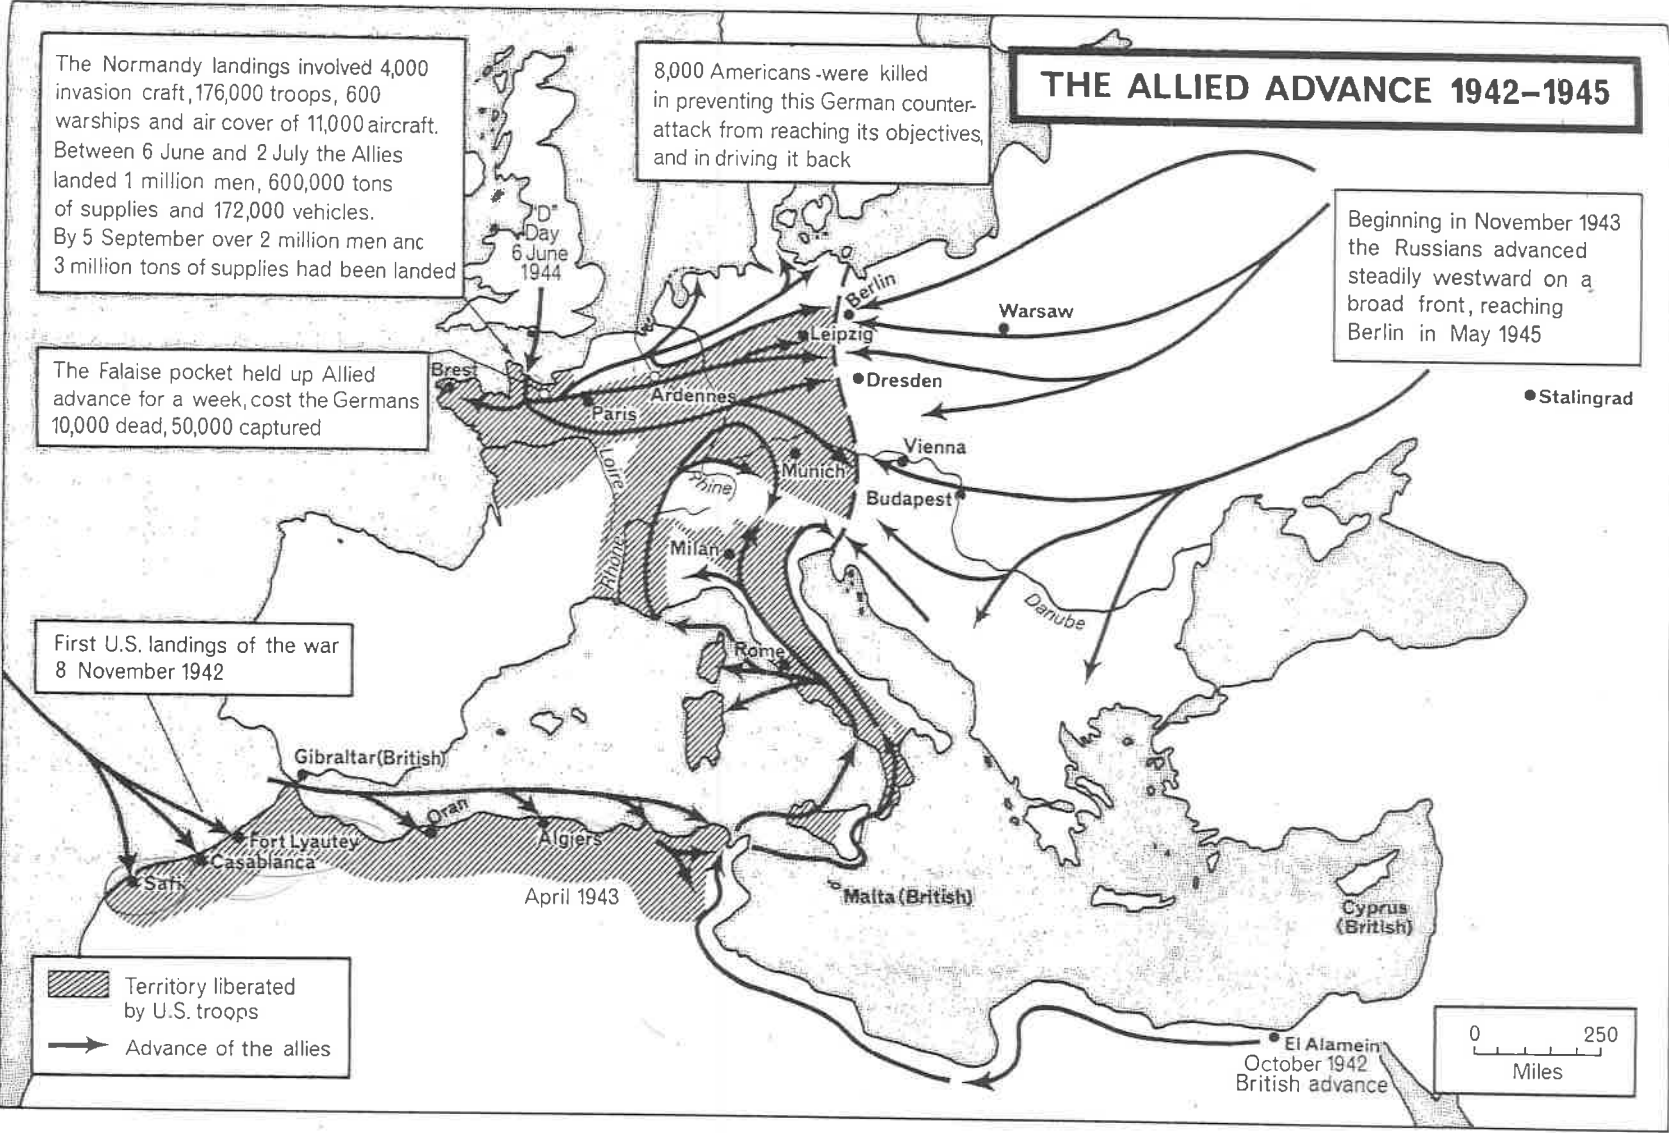 THE ALLIED ADVANCE 1942–1945
The Normandy landings involved 4,000
invasion craft, 176,000 troops, 600
warships and air cover of 11,000 aircraft.
Between 6 June and 2 July the Allies
landed 1 million men, 600,000 tons
of supplies and 172,000 vehicles.
By 5 September over 2 million men and
3 million tons of supplies had been landed
8,000 Americans were killed
in preventing this German counter-
attack from reaching its objectives,
and in driving it back
Beginning in November 1943
the Russians advanced
steadily westward on a
broad front, reaching
Berlin in May 1945
"D"
Day
6 June
1944
The Falaise pocket held up Allied
advance for a week, cost the Germans
10,000 dead, 50,000 captured
Berlin
Warsaw
Leipzig
Brest
Dresden
Ardennes
Paris
Stalingrad
Vienna
Loire
Munich
Rhine
Budapest
Milan
Rhone
Danube
First U.S. landings of the war
8 November 1942
Rome
Gibraltar (British)
Oran
Algiers
Fort Lyautey
Casablanca
Safi
April 1943
Malta (British)
Cyprus
(British)
Territory liberated
by U.S. troops
Advance of the allies
El Alamein
October 1942
British advance
0 250
Miles